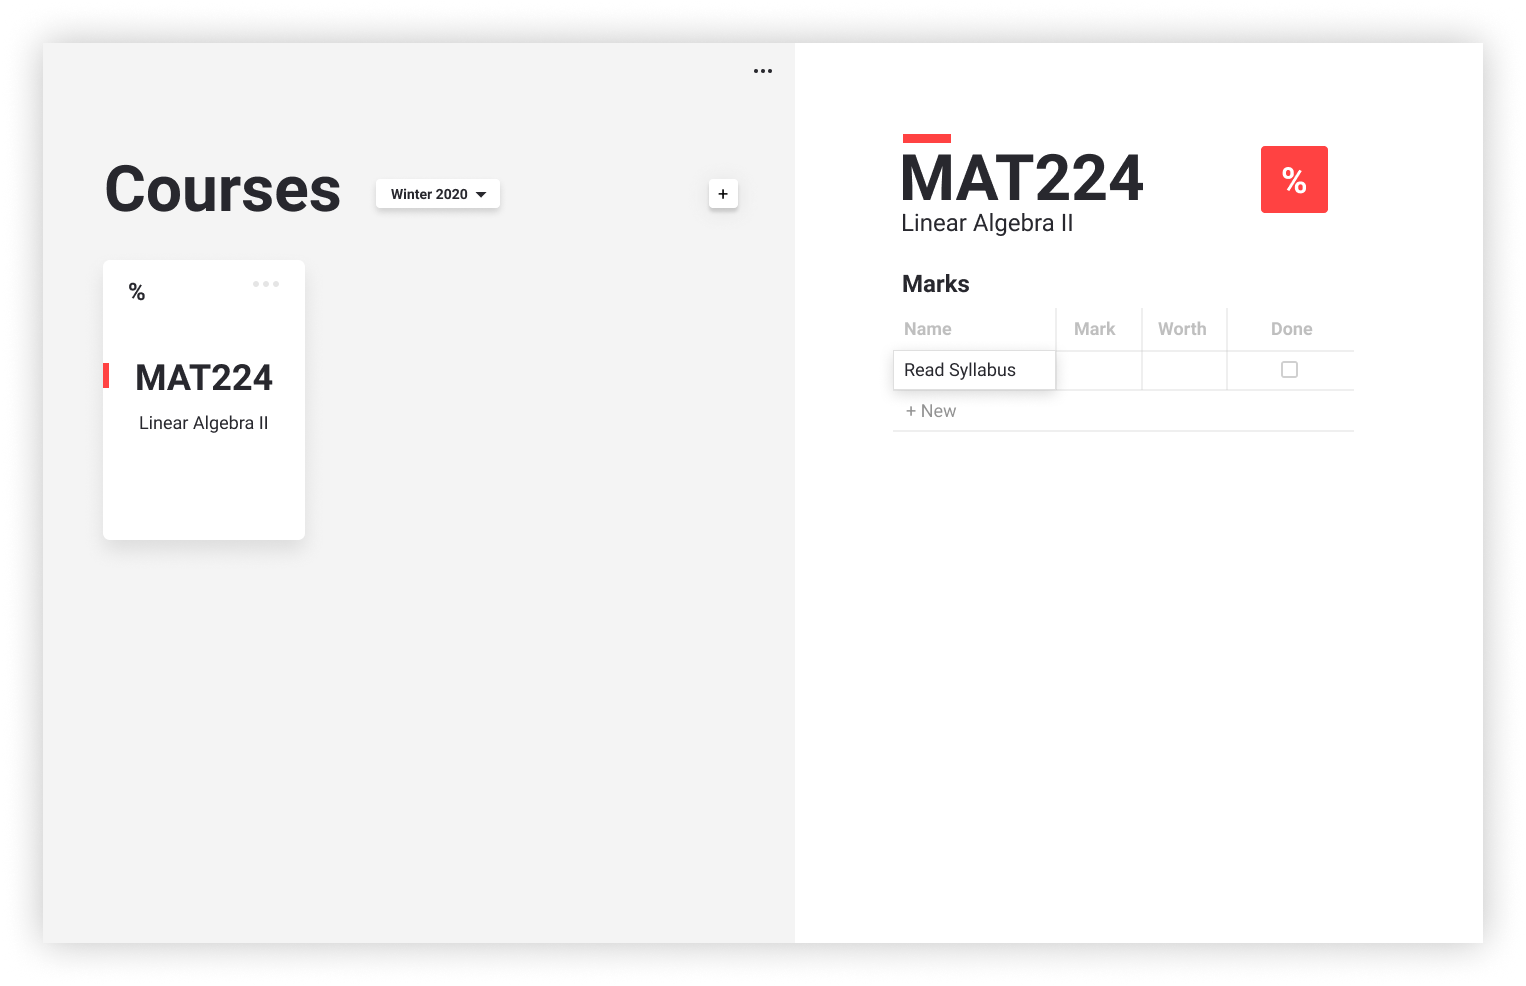 Courses
Winter 2020
+
%
MAT224
Linear Algebra II
MAT224
Linear Algebra II
%
Marks
Name Mark Worth Done
Read Syllabus
+ New